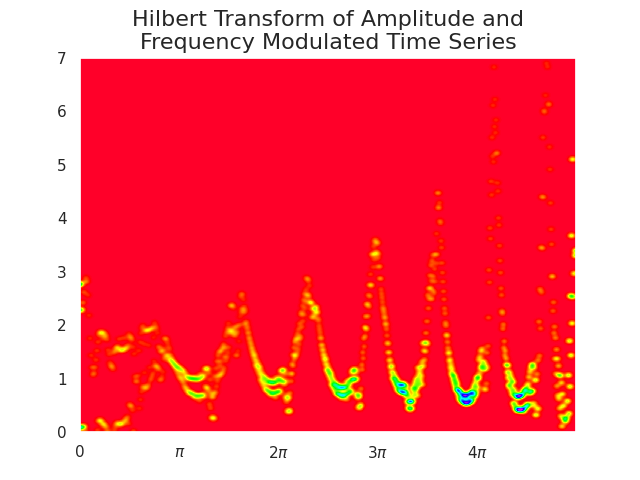 Hilbert Transform of Amplitude and
Frequency Modulated Time Series
7
6
5
4
3
2
1
0
0 π 2π 3π 4π